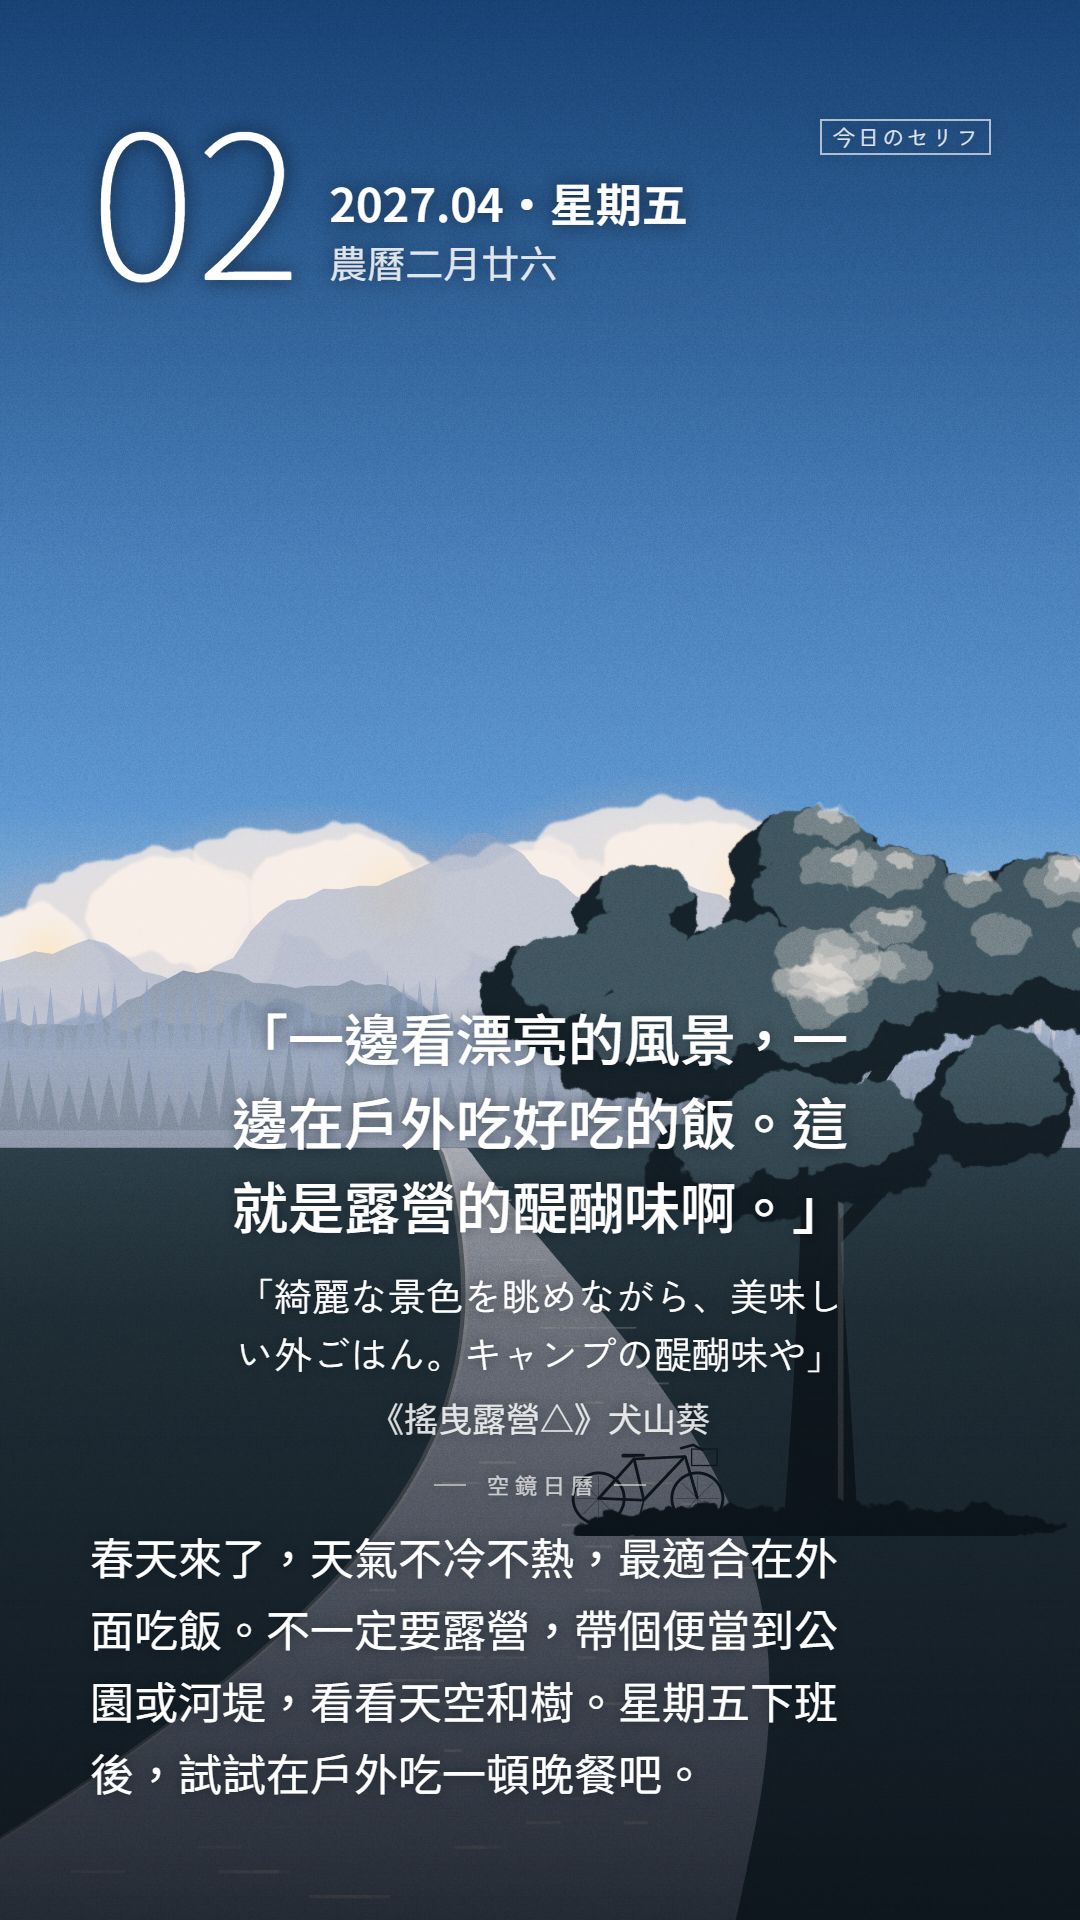 02
2027.04・星期五
農曆二月廿六
今日のセリフ
「一邊看漂亮的風景，一
邊在戶外吃好吃的飯。這
就是露營的醍醐味啊。」
「綺麗な景色を眺めながら、美味し
い外ごはん。キャンプの醍醐味や」
《搖曳露營△》犬山葵
空鏡日曆
春天來了，天氣不冷不熱，最適合在外
面吃飯。不一定要露營，帶個便當到公
園或河堤，看看天空和樹。星期五下班
後，試試在戶外吃一頓晚餐吧。